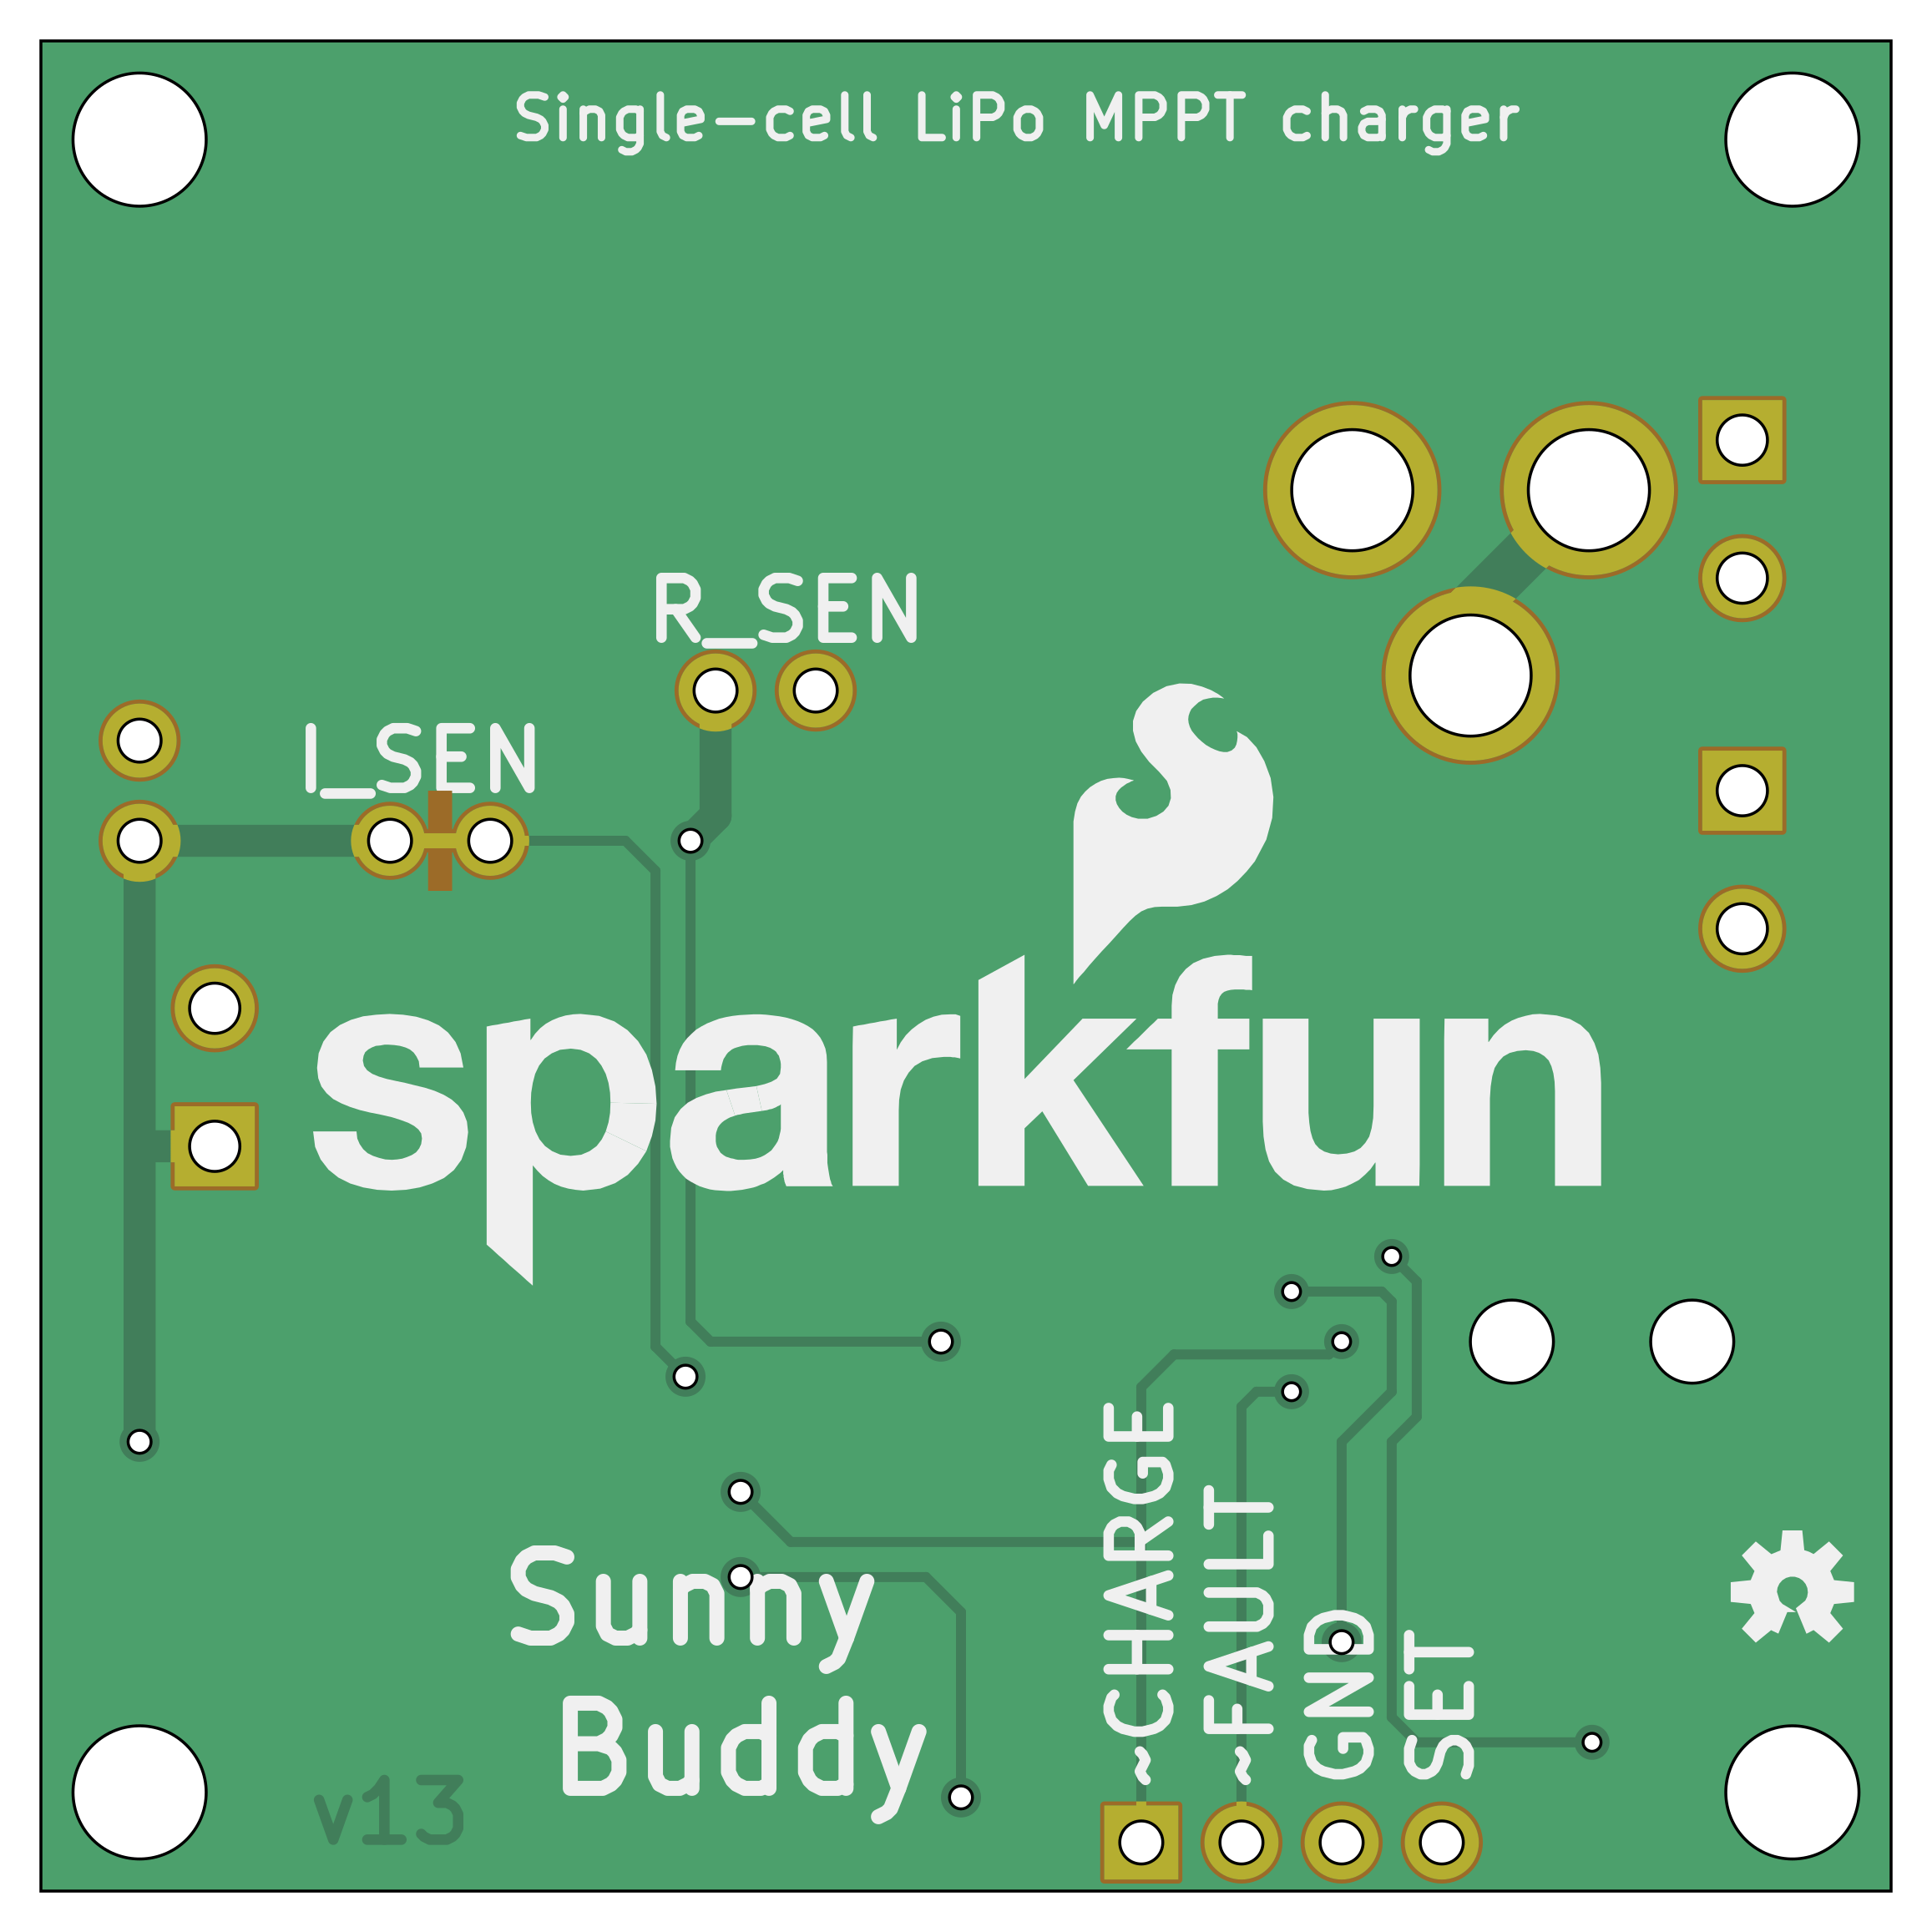 Single-cell LiPo MPPT charger
R_SEN
I_SEN
sparkfun
~CHARGE
~FAULT
GND
SET
Sunny
Buddy
v13